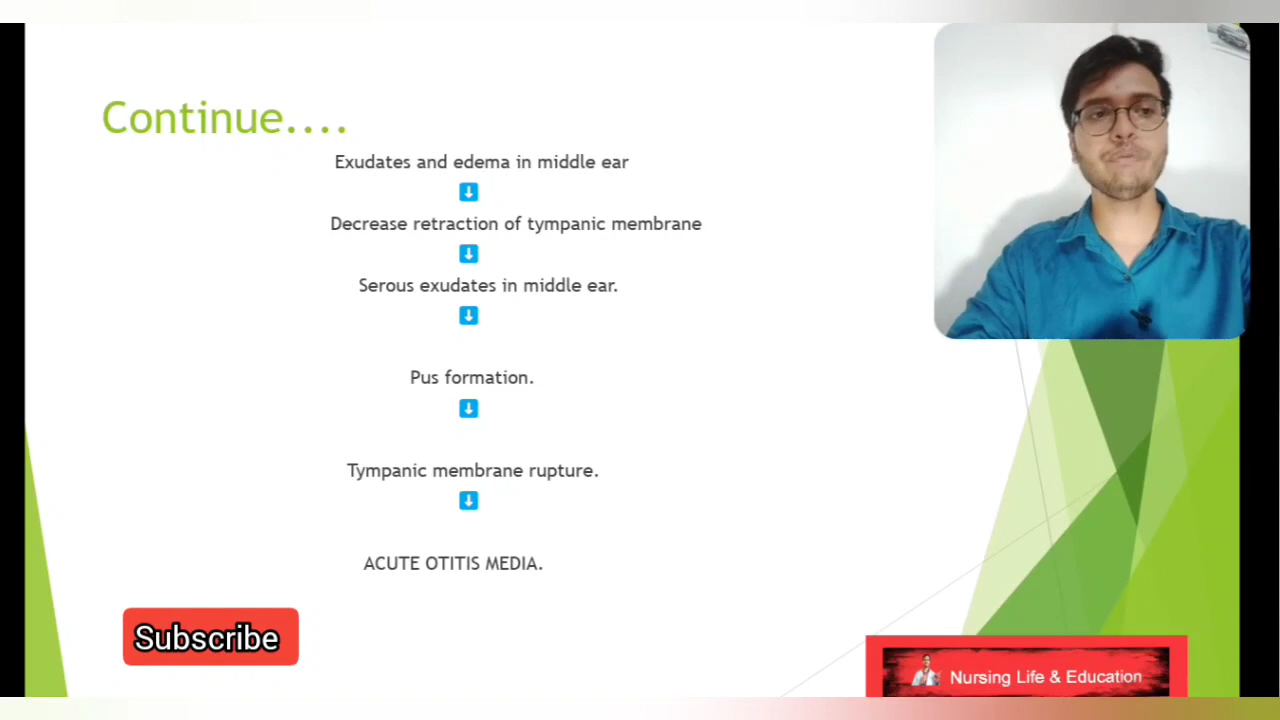 Continue....
Exudates and edema in middle ear
Decrease retraction of tympanic membrane
Serous exudates in middle ear.
Pus formation.
Tympanic membrane rupture.
ACUTE OTITIS MEDIA.
Subscribe
Nursing Life & Education